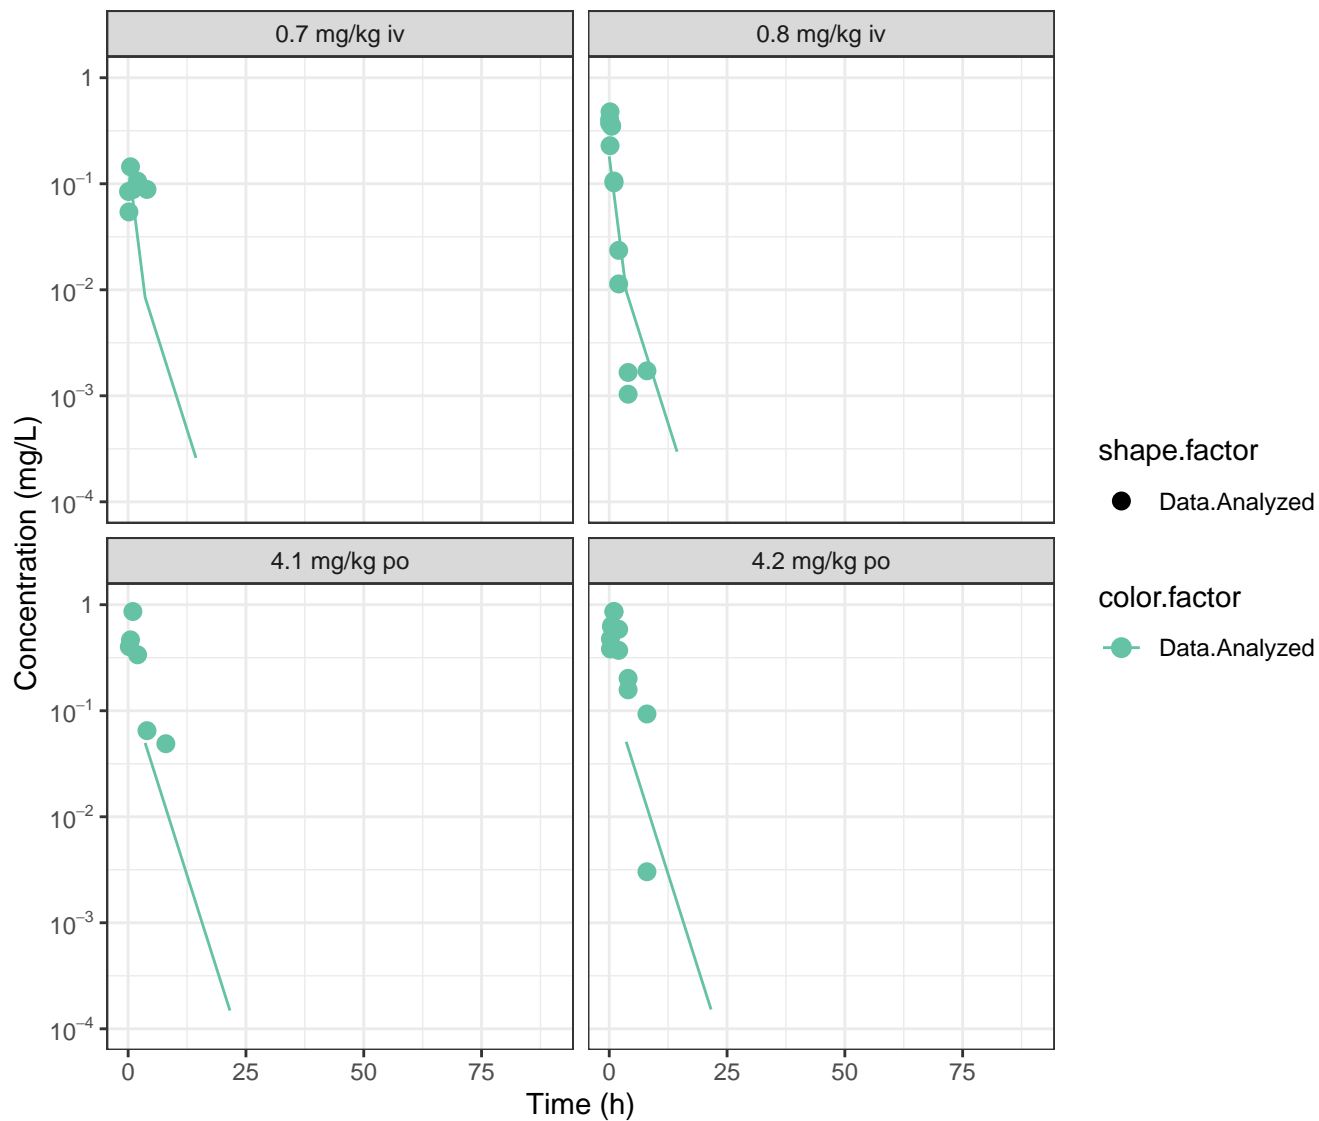 0.7 mg/kg iv
0.8 mg/kg iv
1
10⁻¹
10⁻²
10⁻³
10⁻⁴
4.1 mg/kg po
4.2 mg/kg po
1
10⁻¹
10⁻²
10⁻³
10⁻⁴
0 25 50 75
0 25 50 75
Time (h)
Concentration (mg/L)
shape.factor
Data.Analyzed
color.factor
Data.Analyzed